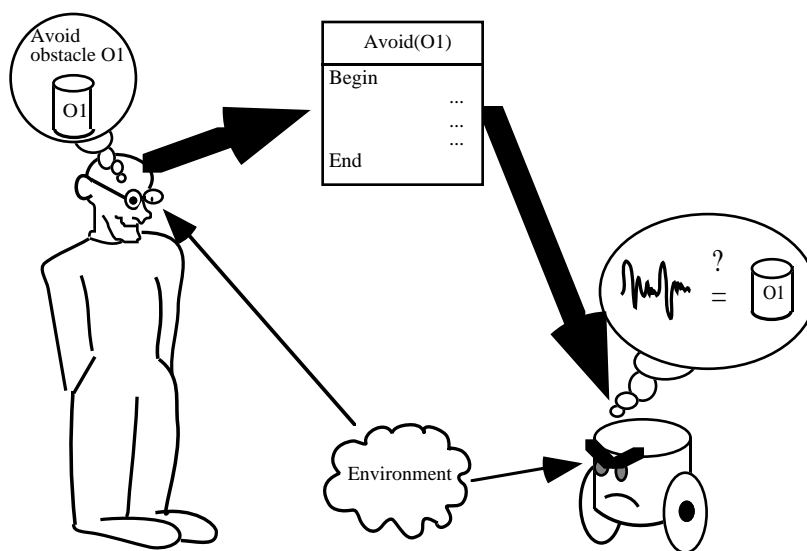 Avoid
obstacle O1
O1
Avoid(O1)
Begin
...
...
...
End
?
=
O1
Environment